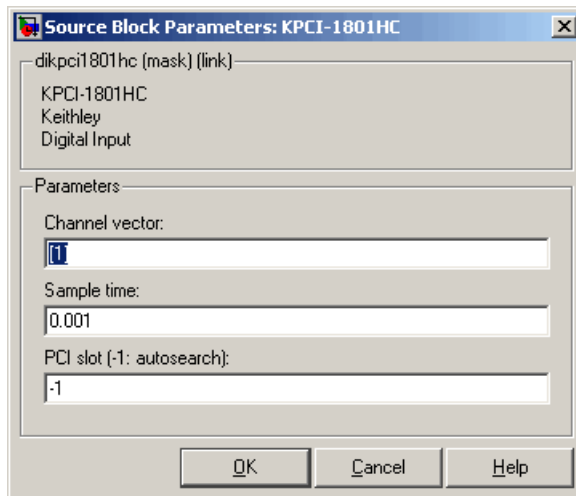 Source Block Parameters: KPCI-1801HC
dikpci1801hc (mask) (link)
KPCI-1801HC
Keithley
Digital Input
Parameters
Channel vector:
[1]
Sample time:
0.001
PCI slot (-1: autosearch):
-1
OK Cancel Help